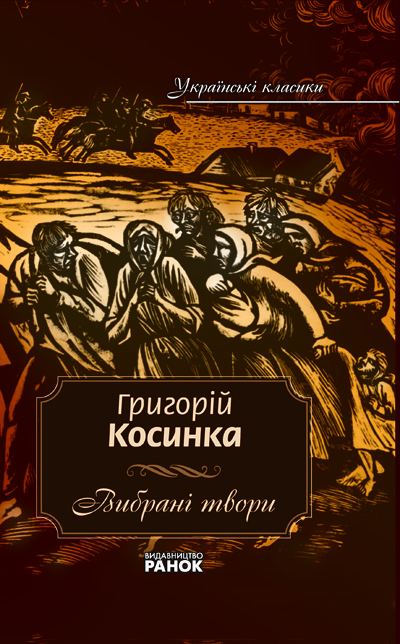 Українські класики
Григорій
Косинка
Вибрані твори
ВИДАВНИЦТВО
РАНОК